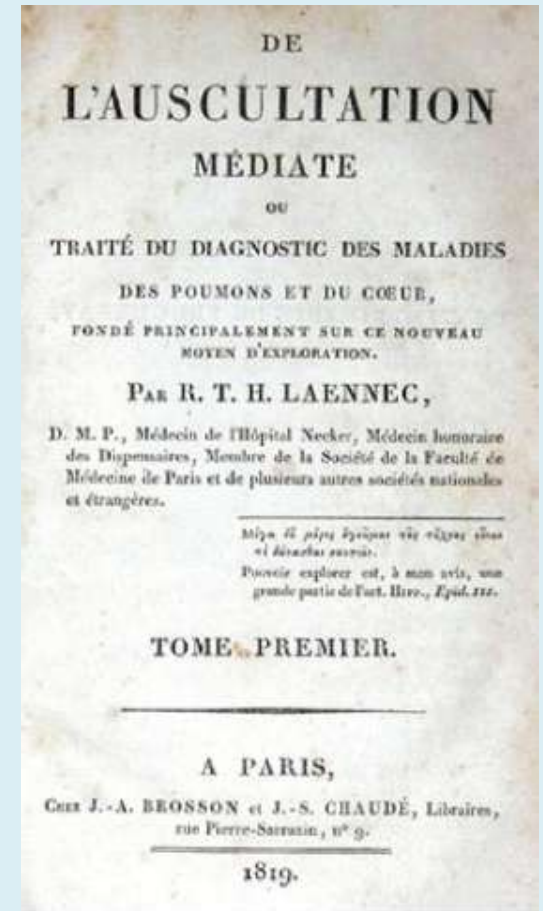 DE
L'AUSCULTATION
MÉDIATE
OU
TRAITÉ DU DIAGNOSTIC DES MALADIES
DES POUMONS ET DU CŒUR,
FONDÉ PRINCIPALEMENT SUR CE NOUVEAU
MOYEN D'EXPLORATION.
PAR R. T. H. LAENNEC,
D. M. P., Médecin de l'Hôpital Necker, Médecin honoraire
des Dispensaires, Membre de la Société de la Faculté de
Médecine de Paris et de plusieurs autres sociétés nationales
et étrangères.
Pouvoir explorer est, à mon avis, une
grande partie de l'art. HIPP., Epid. III.
TOME PREMIER.
A PARIS,
CHEZ J.-A. BROSSON et J.-S. CHAUDÉ, Libraires,
rue Pierre-Sarrazin, nº 9.
1819.